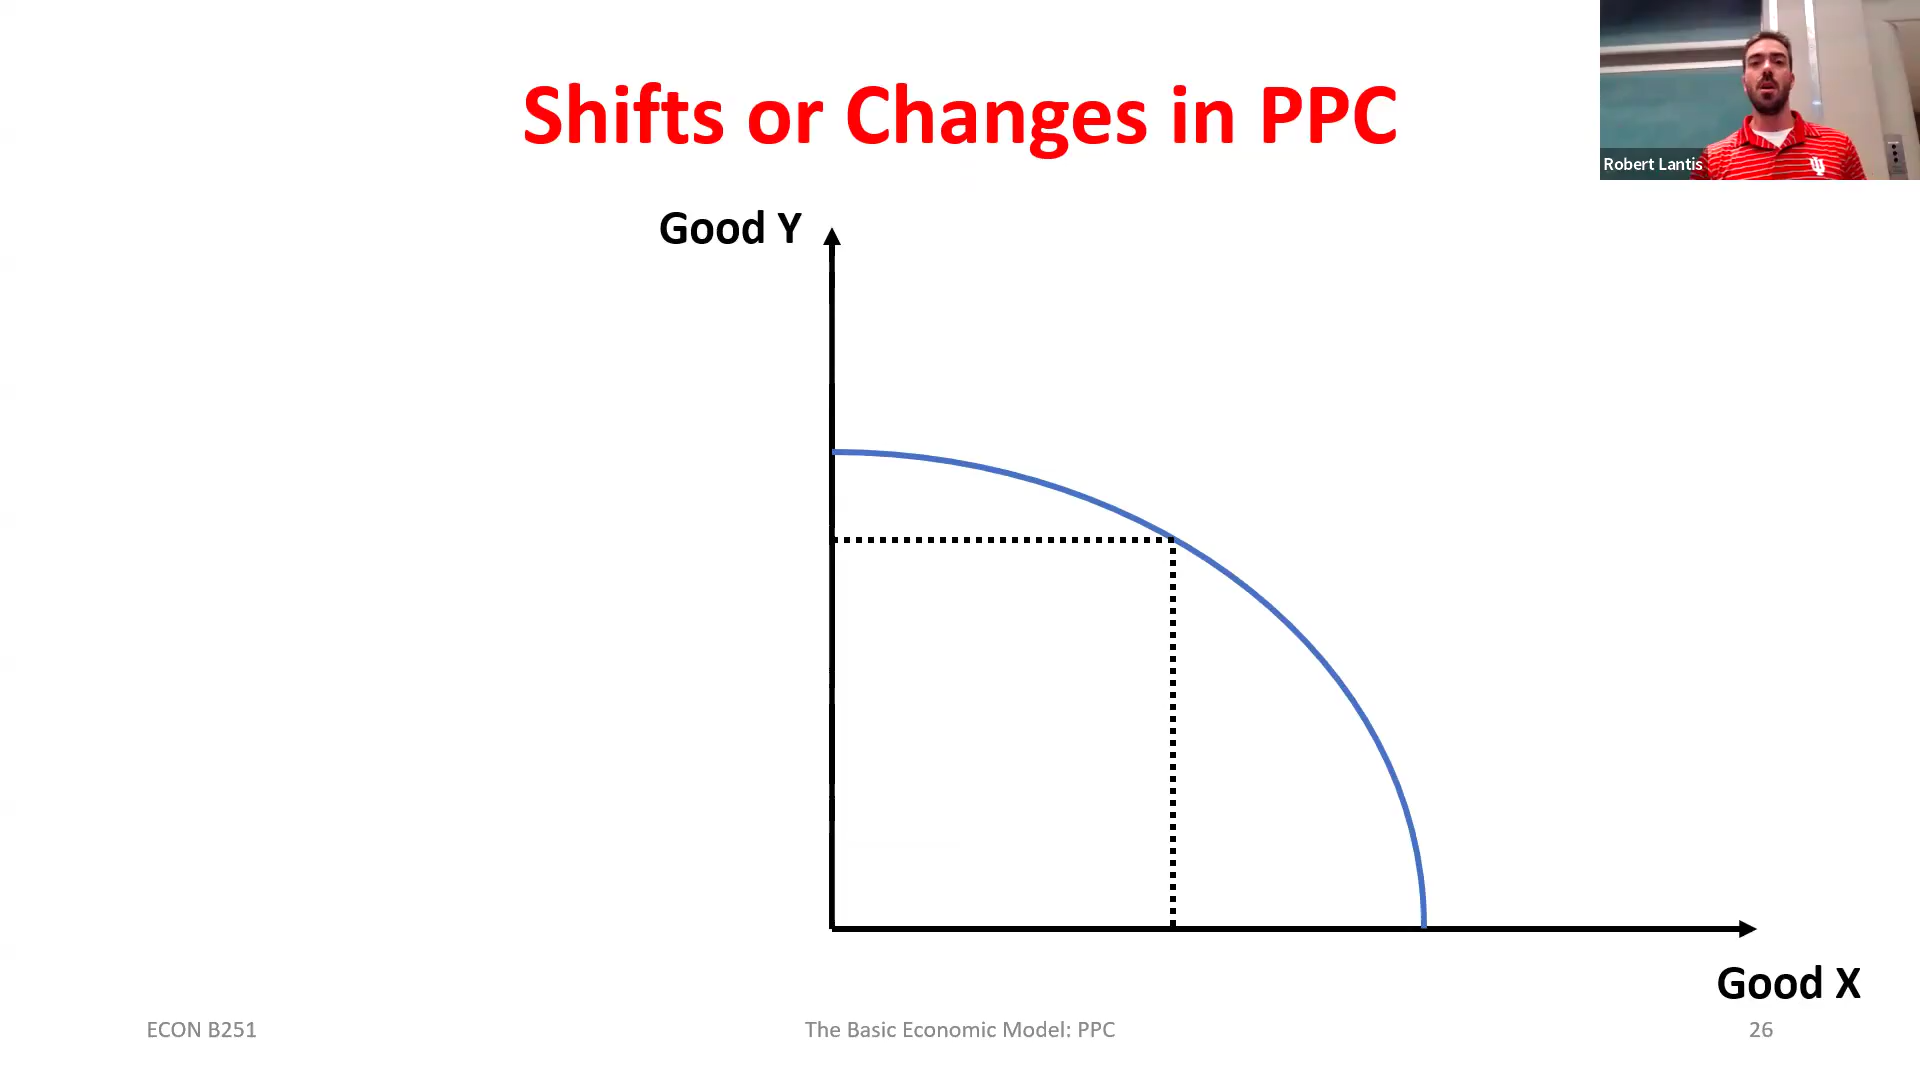 Shifts or Changes in PPC
Robert Lantis
Good Y
Good X
ECON B251
The Basic Economic Model: PPC
26